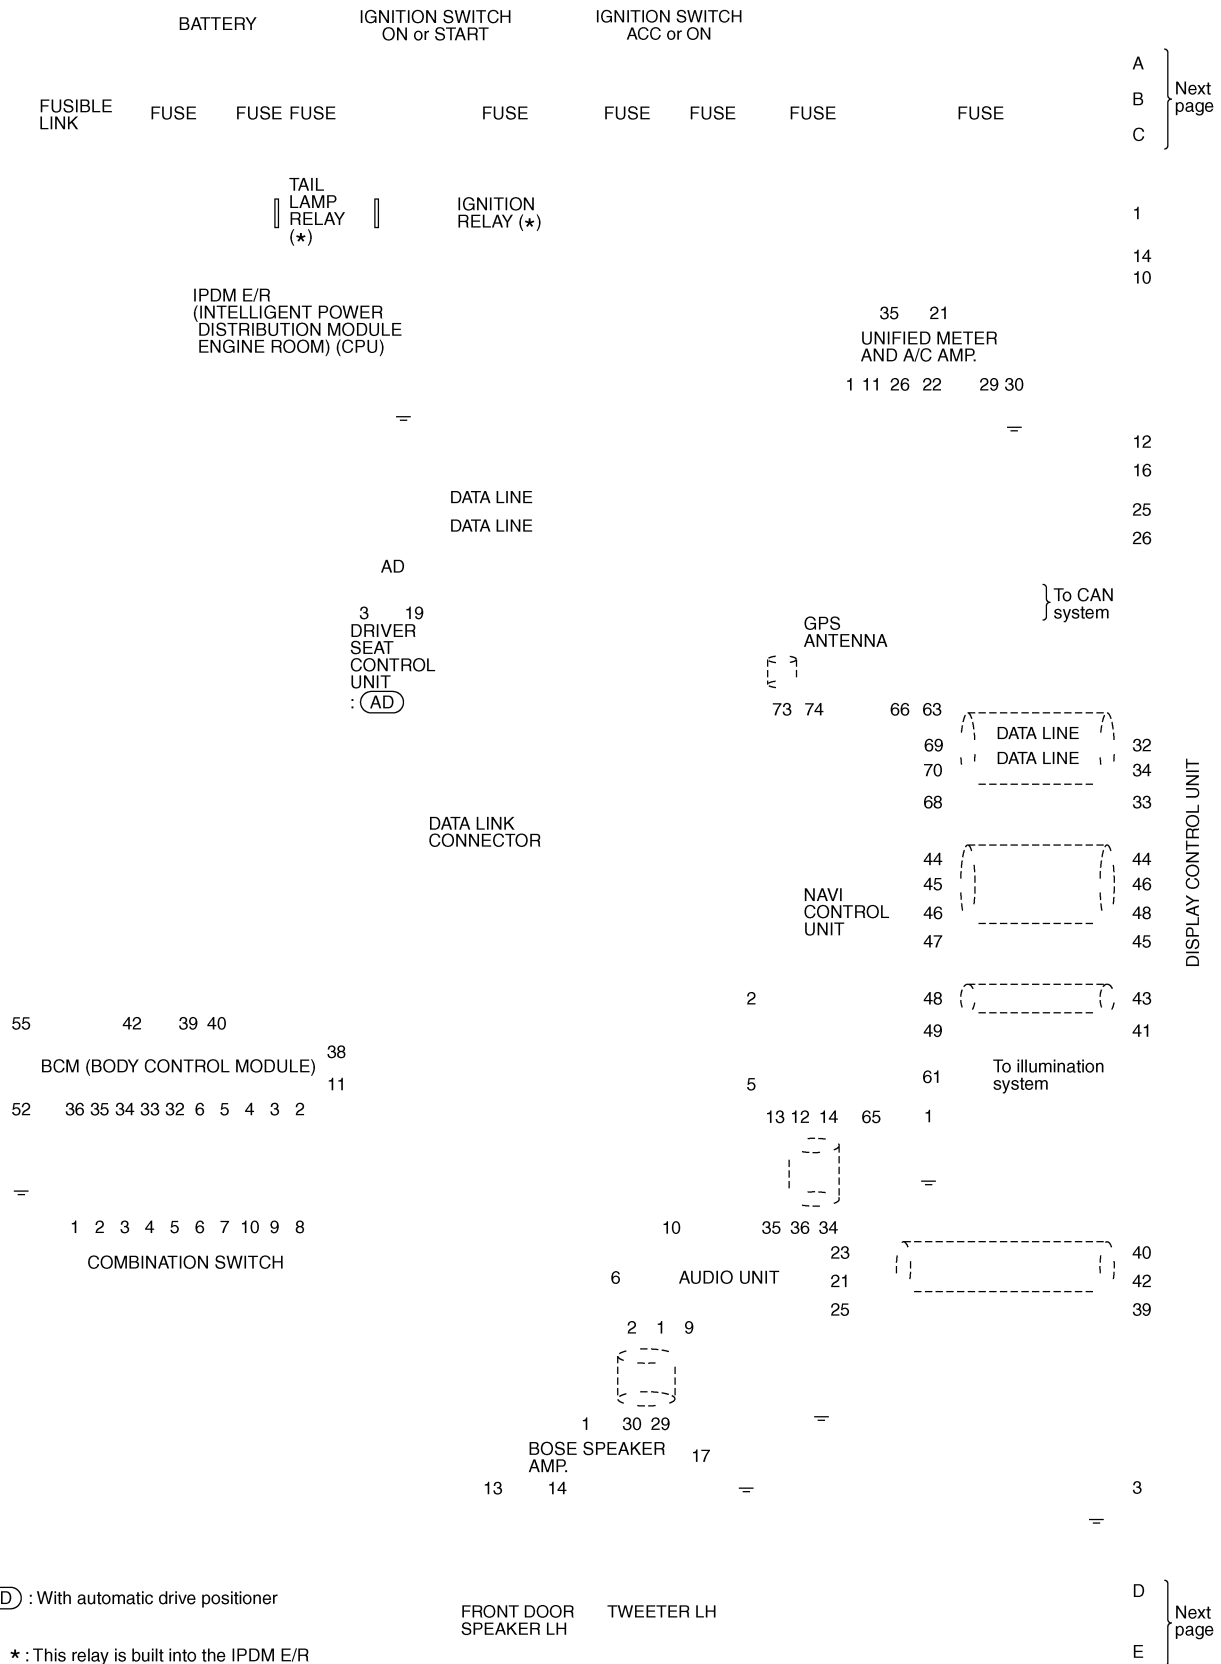 BATTERY
IGNITION SWITCH
ON or START
IGNITION SWITCH
ACC or ON
A
B
C
Next
page
FUSIBLE
LINK
FUSE
FUSE FUSE
FUSE
FUSE
FUSE
FUSE
FUSE
TAIL
LAMP
RELAY
(*)
IGNITION
RELAY (*)
1
14
10
IPDM E/R
(INTELLIGENT POWER
DISTRIBUTION MODULE
ENGINE ROOM) (CPU)
35 21
UNIFIED METER
AND A/C AMP.
1 11 26 22 29 30
12
16
25
26
DATA LINE
DATA LINE
AD
3 19
DRIVER
SEAT
CONTROL
UNIT
: AD
To CAN
system
GPS
ANTENNA
73 74 66 63
69 DATA LINE 32
70 DATA LINE 34
68 33
DISPLAY CONTROL UNIT
DATA LINK
CONNECTOR
44 44
45 46
46 48
47 45
NAVI
CONTROL
UNIT
2 48 43
49 41
55 42 39 40
38
BCM (BODY CONTROL MODULE)
11
5 61
To illumination
system
52 36 35 34 33 32 6 5 4 3 2
13 12 14 65 1
1 2 3 4 5 6 7 10 9 8
COMBINATION SWITCH
10 35 36 34
23 40
6 AUDIO UNIT 21 42
25 39
2 1 9
1 30 29
BOSE SPEAKER
AMP.
17
13 14
3
D : With automatic drive positioner
FRONT DOOR
SPEAKER LH
TWEETER LH
D
E
Next
page
* : This relay is built into the IPDM E/R